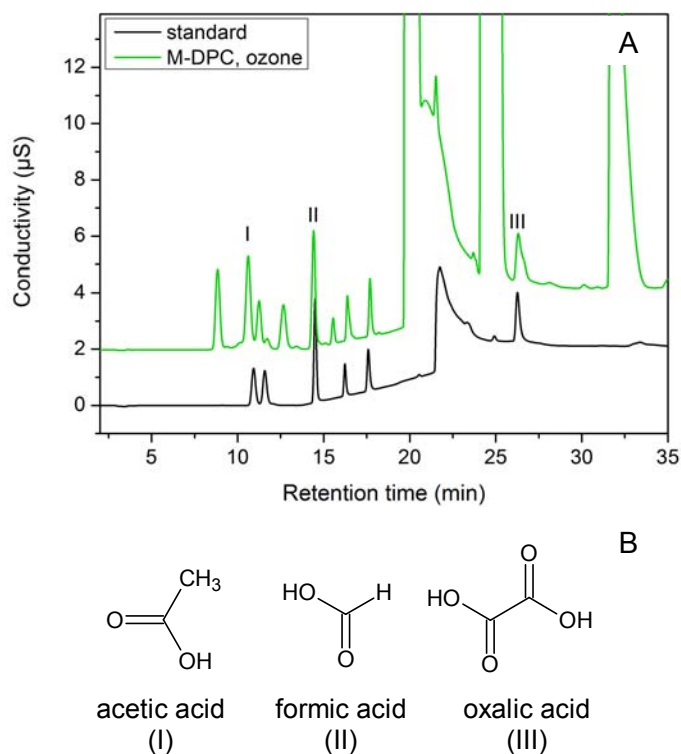 standard
M-DPC, ozone
A
12
10
8
6
4
2
0
Conductivity (µS)
I
II
III
5 10 15 20 25 30 35
Retention time (min)
B
CH3
O
OH
HO
H
O
O
HO
OH
O
acetic acid
(I)
formic acid
(II)
oxalic acid
(III)